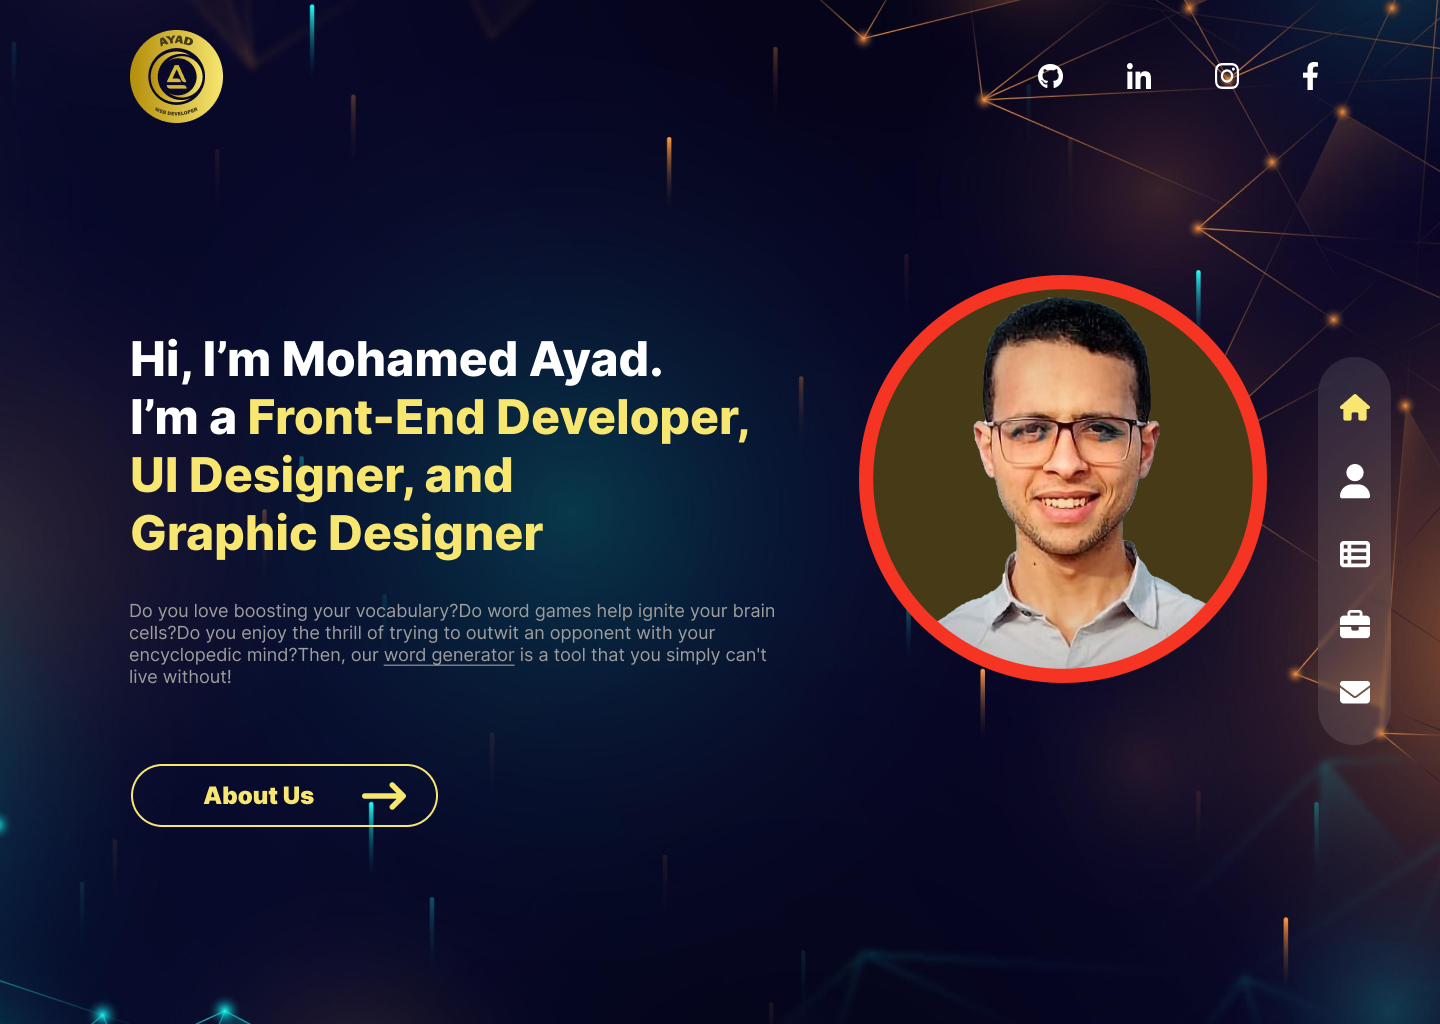 AYAD
WEB DEVELOPER
Hi, I’m Mohamed Ayad.
I’m a Front-End Developer,
UI Designer, and
Graphic Designer
Do you love boosting your vocabulary?Do word games help ignite your brain
cells?Do you enjoy the thrill of trying to outwit an opponent with your
encyclopedic mind?Then, our word generator is a tool that you simply can't
live without!
About Us